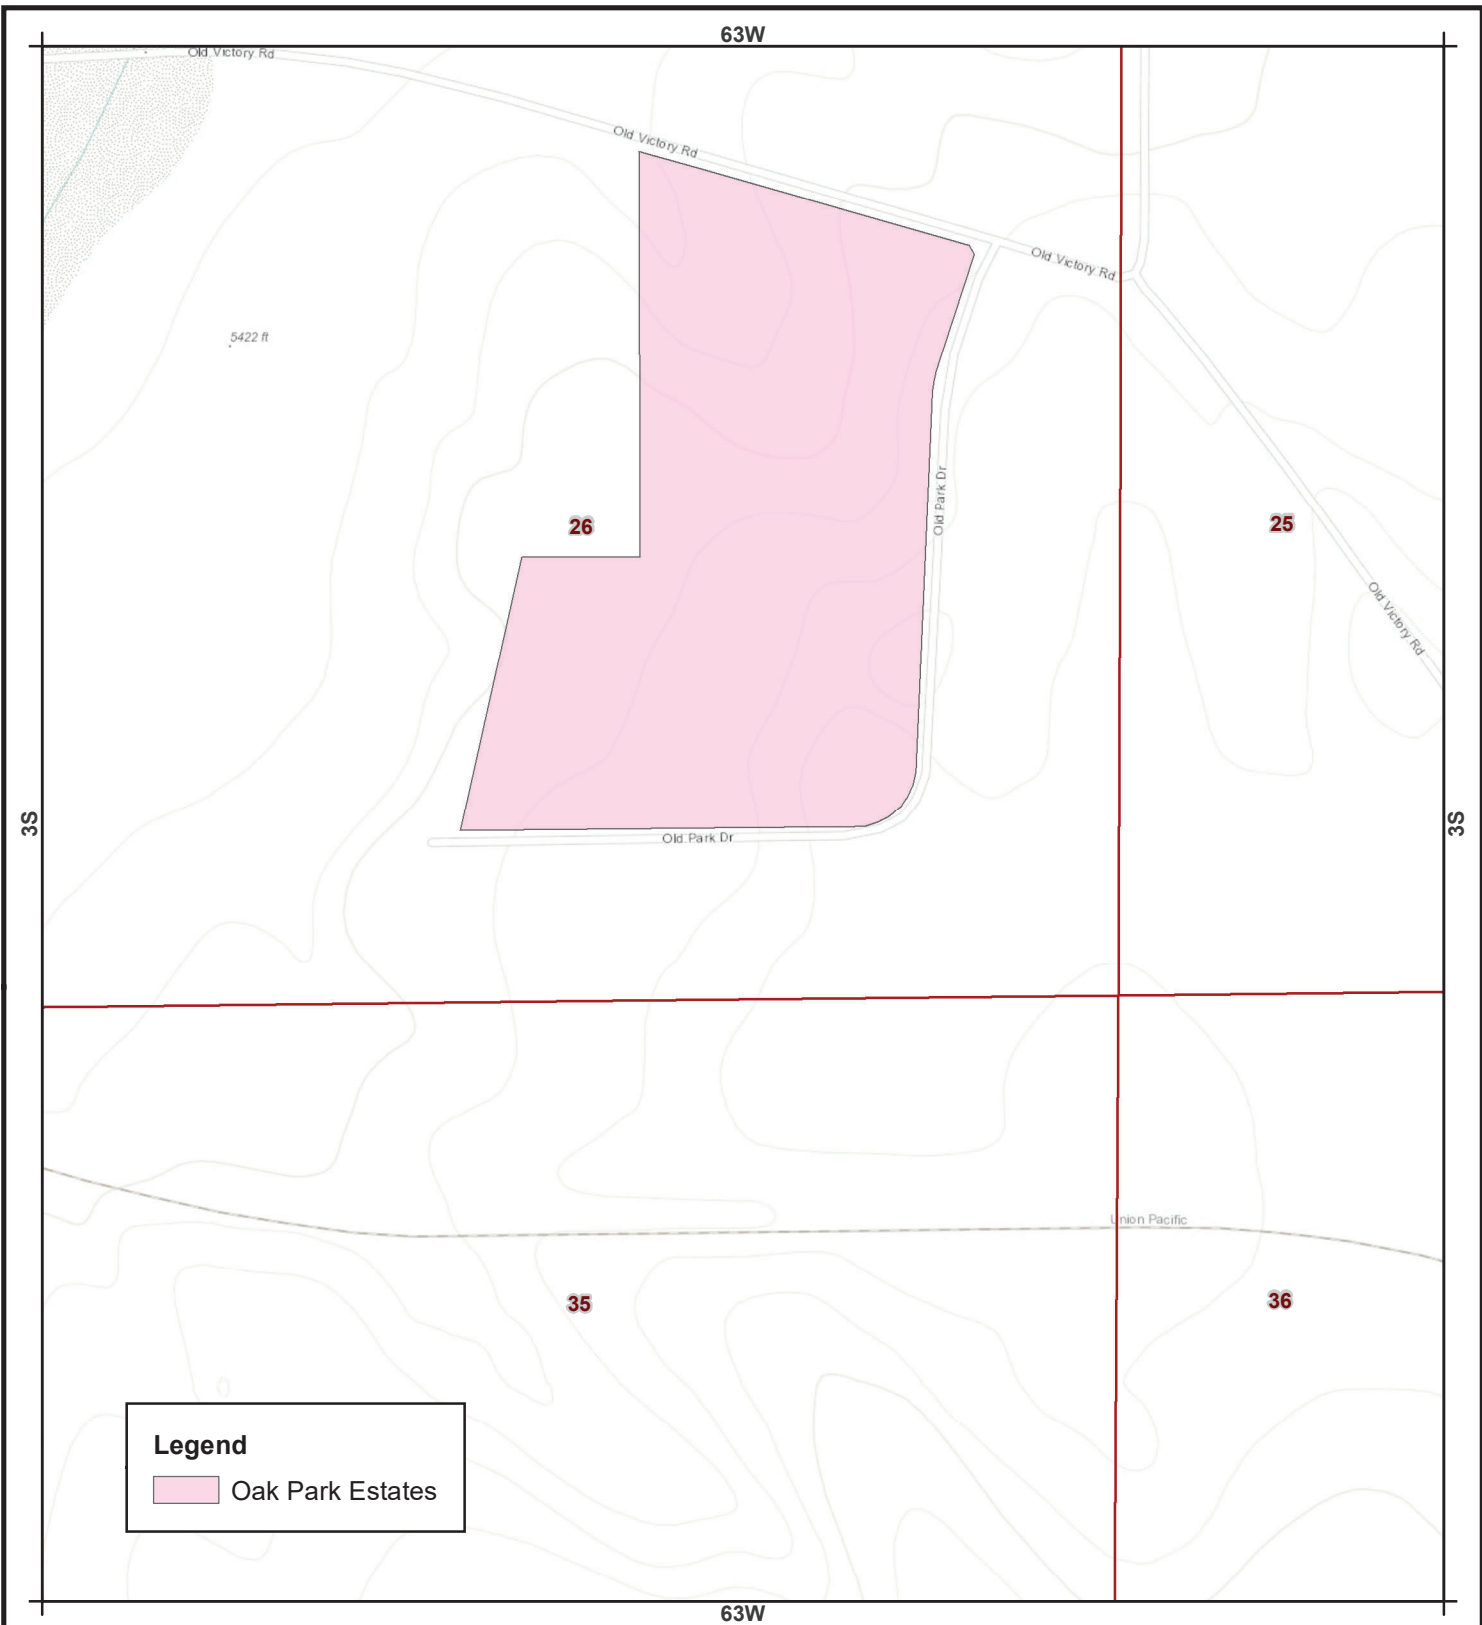 63W
Old Victory Rd
Old Victory Rd
Old Victory Rd
5422 ft
Old Park Dr
26
25
Old Victory Rd
3S
3S
Old Park Dr
Union Pacific
35
36
Legend
Oak Park Estates
63W